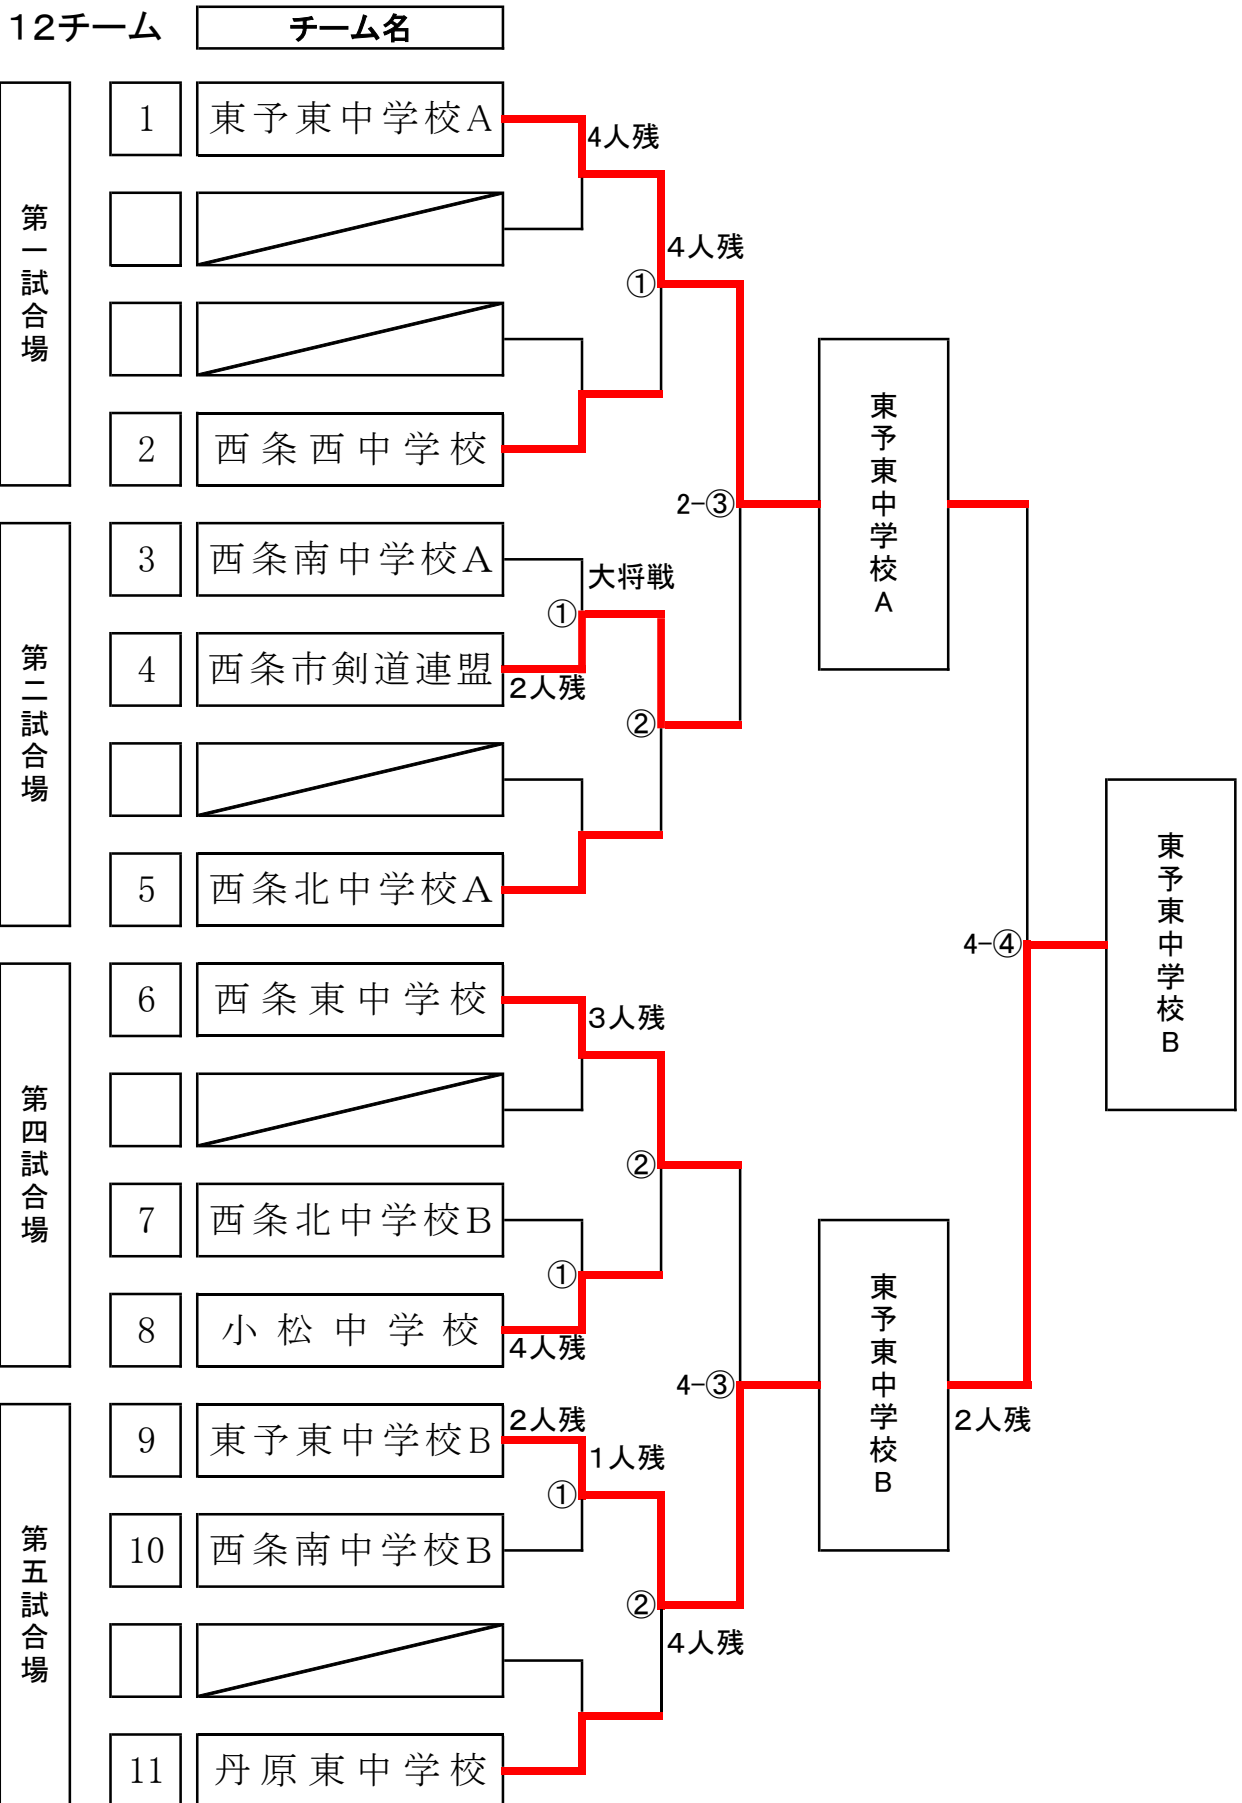 12チーム チーム名
第一試合場
1 東予東中学校A
4人残
4人残
①
2 西条西中学校
2-③
東予東中学校A
第二試合場
3 西条南中学校A
大将戦
①
4 西条市剣道連盟
2人残
②
5 西条北中学校A
4-④
東予東中学校B
第四試合場
6 西条東中学校
3人残
②
7 西条北中学校B
①
8 小松中学校
4人残
4-③
東予東中学校B
2人残
第五試合場
9 東予東中学校B
2人残
1人残
①
10 西条南中学校B
②
4人残
11 丹原東中学校